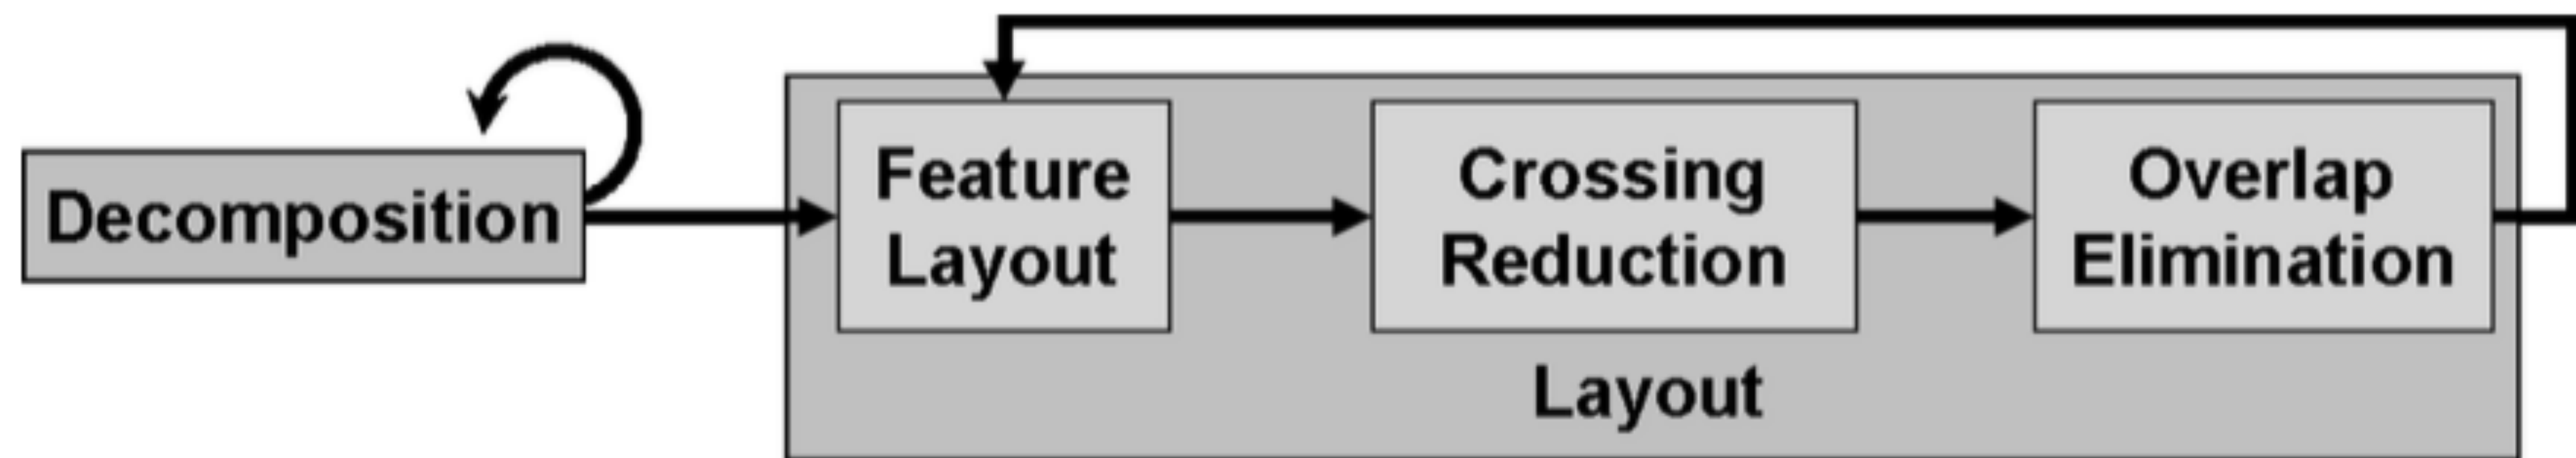 Decomposition
Feature
Layout
Crossing
Reduction
Overlap
Elimination
Layout